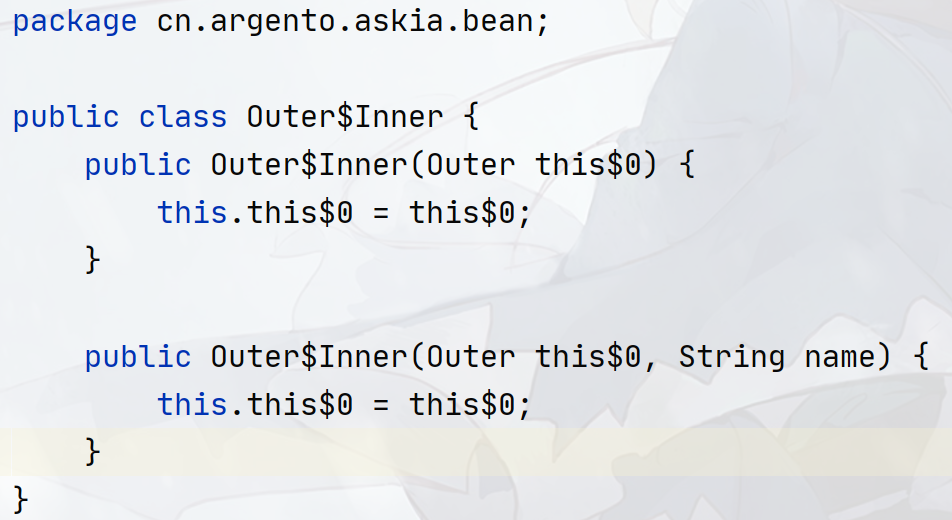 package cn.argento.askia.bean;
public class Outer$Inner {
public Outer$Inner(Outer this$0) {
this.this$0 = this$0;
}
public Outer$Inner(Outer this$0, String name) {
this.this$0 = this$0;
}
}